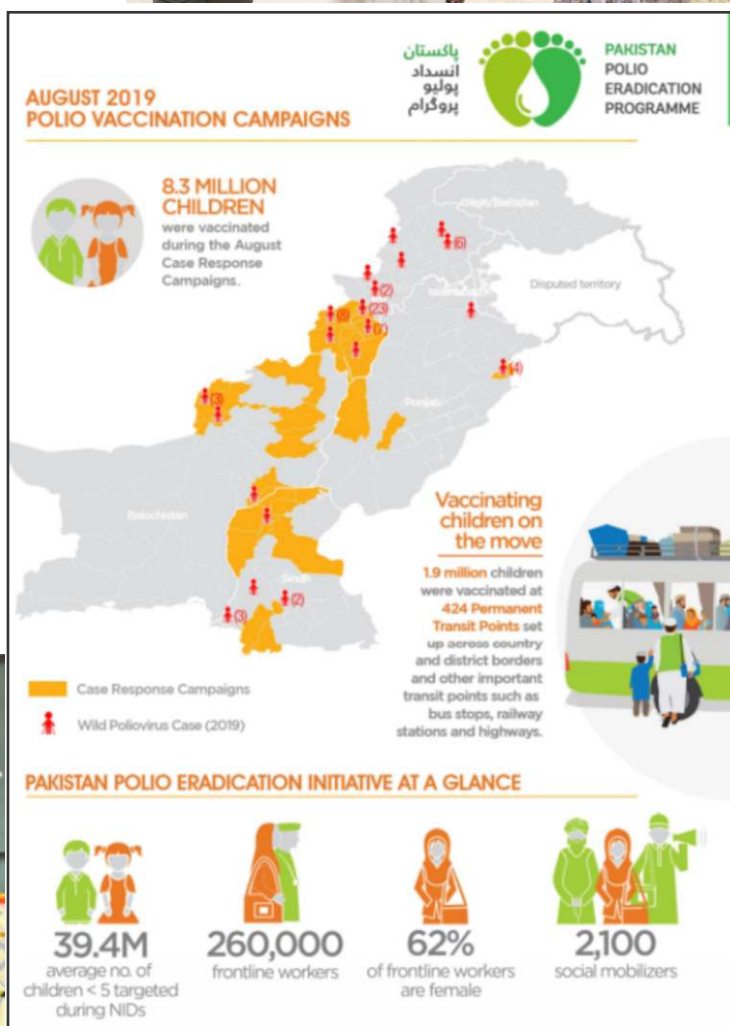 پاکستان
انسداد
پولیو
پروگرام
PAKISTAN
POLIO
ERADICATION
PROGRAMME
AUGUST 2019
POLIO VACCINATION CAMPAIGNS
8.3 MILLION
CHILDREN
were vaccinated
during the August
Case Response
Campaigns.
Gilgit/Baltistan
(6)
Disputed territory
(2)
(23)
(8)
(7)
(4)
(3)
Punjab
Balochistan
Sindh
(2)
(3)
Vaccinating
children on
the move
1.9 million children
were vaccinated at
424 Permanent
Transit Points set
up across country
and district borders
and other important
transit points such as
bus stops, railway
stations and highways.
Case Response Campaigns
Wild Poliovirus Case (2019)
PAKISTAN POLIO ERADICATION INITIATIVE AT A GLANCE
39.4M
average no. of
children < 5 targeted
during NIDs
260,000
frontline workers
62%
of frontline workers
are female
2,100
social mobilizers